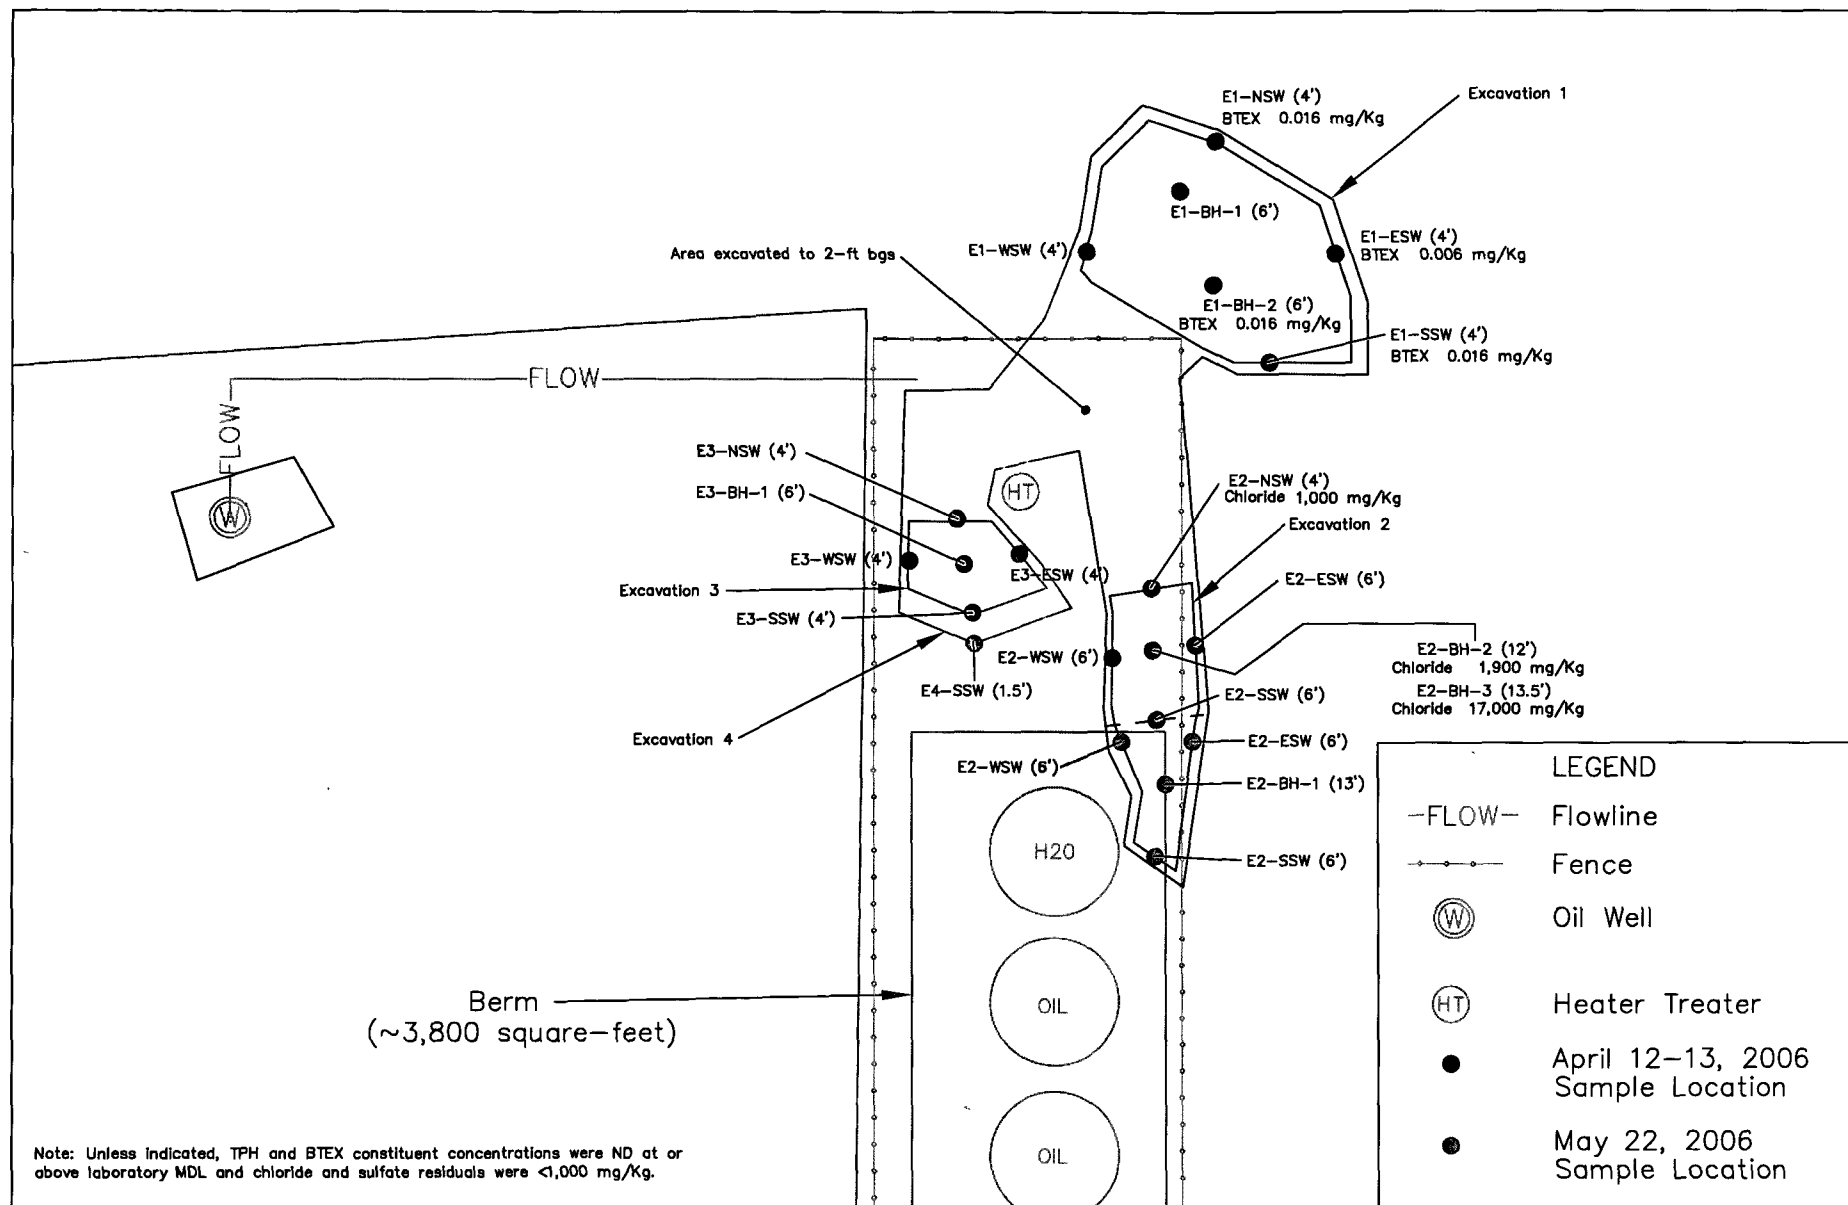 E1-NSW (4')
BTEX 0.016 mg/Kg
Excavation 1
E1-BH-1 (6')
E1-WSW (4')
E1-ESW (4')
BTEX 0.006 mg/Kg
Area excavated to 2-ft bgs
E1-BH-2 (6')
BTEX 0.016 mg/Kg
E1-SSW (4')
BTEX 0.016 mg/Kg
FLOW
FLOW
W
E3-NSW (4')
E3-BH-1 (6')
HT
E2-NSW (4')
Chloride 1,000 mg/Kg
Excavation 2
E3-WSW (4')
E3-ESW (4')
E2-ESW (6')
Excavation 3
E3-SSW (4')
E2-WSW (6')
E2-BH-2 (12')
Chloride 1,900 mg/Kg
E2-BH-3 (13.5')
Chloride 17,000 mg/Kg
E4-SSW (1.5')
E2-SSW (6')
Excavation 4
E2-WSW (6')
E2-ESW (6')
E2-BH-1 (13')
E2-SSW (6')
H20
OIL
OIL
Berm
(~3,800 square-feet)
LEGEND
-FLOW- Flowline
Fence
W Oil Well
HT Heater Treater
April 12-13, 2006
Sample Location
May 22, 2006
Sample Location
Note: Unless indicated, TPH and BTEX constituent concentrations were ND at or
above laboratory MDL and chloride and sulfate residuals were <1,000 mg/Kg.